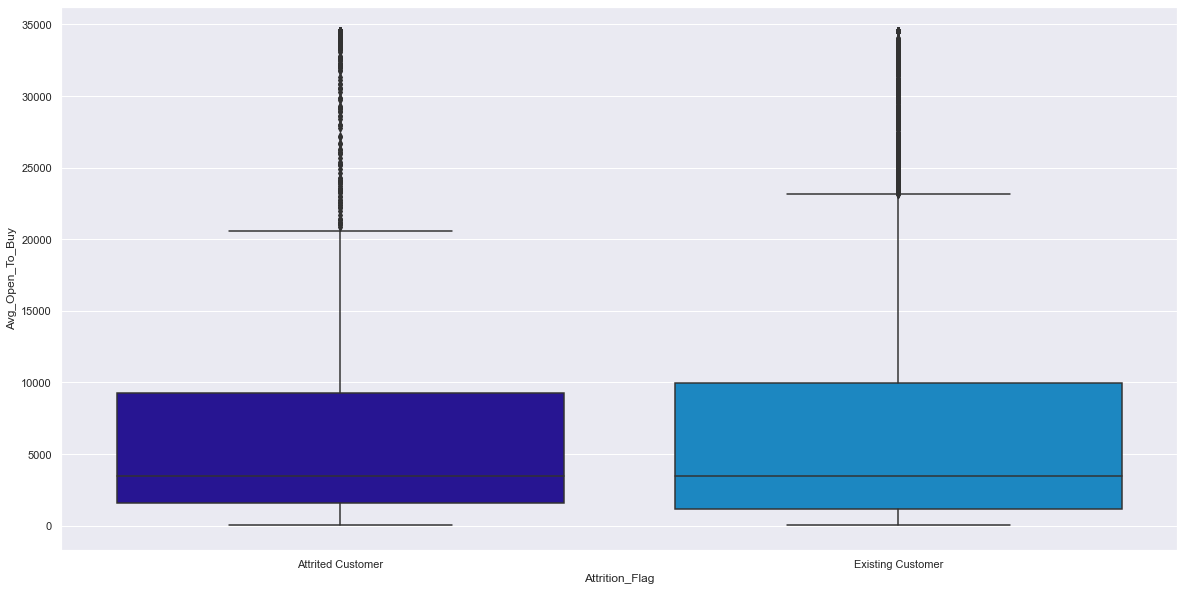 35000
30000
25000
20000
15000
10000
5000
0
Avg_Open_To_Buy
Attrited Customer
Existing Customer
Attrition_Flag